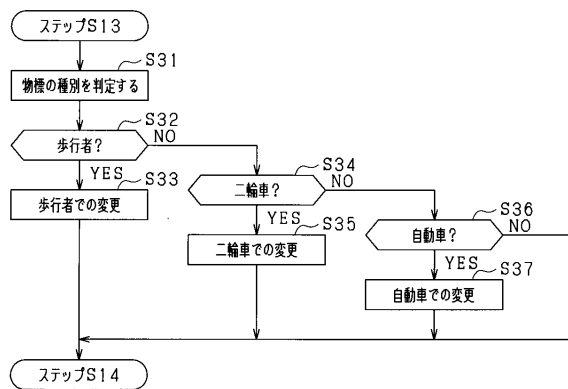 ステップS13
S31
物標の種別を判定する
S32
歩行者?
NO
YES
S33
歩行者での変更
S34
二輪車?
NO
YES
S35
二輪車での変更
S36
自動車?
NO
YES
S37
自動車での変更
ステップS14